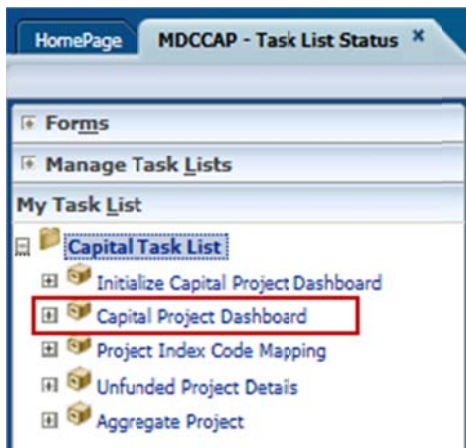 HomePage MDCCAP - Task List Status ×
Forms
Manage Task Lists
My Task List
Capital Task List
Initialize Capital Project Dashboard
Capital Project Dashboard
Project Index Code Mapping
Unfunded Project Detais
Aggregate Project